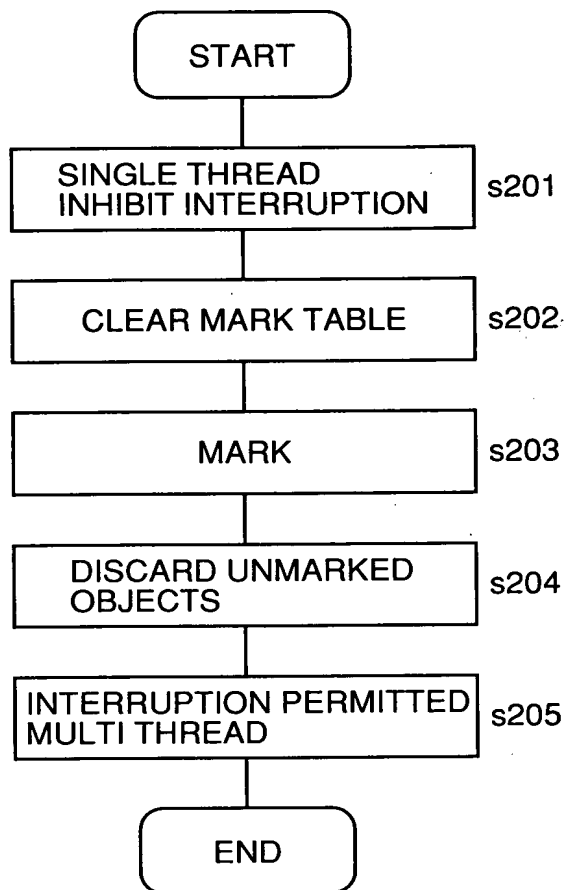 START
SINGLE THREAD
INHIBIT INTERRUPTION
s201
CLEAR MARK TABLE
s202
MARK
s203
DISCARD UNMARKED
OBJECTS
s204
INTERRUPTION PERMITTED
MULTI THREAD
s205
END